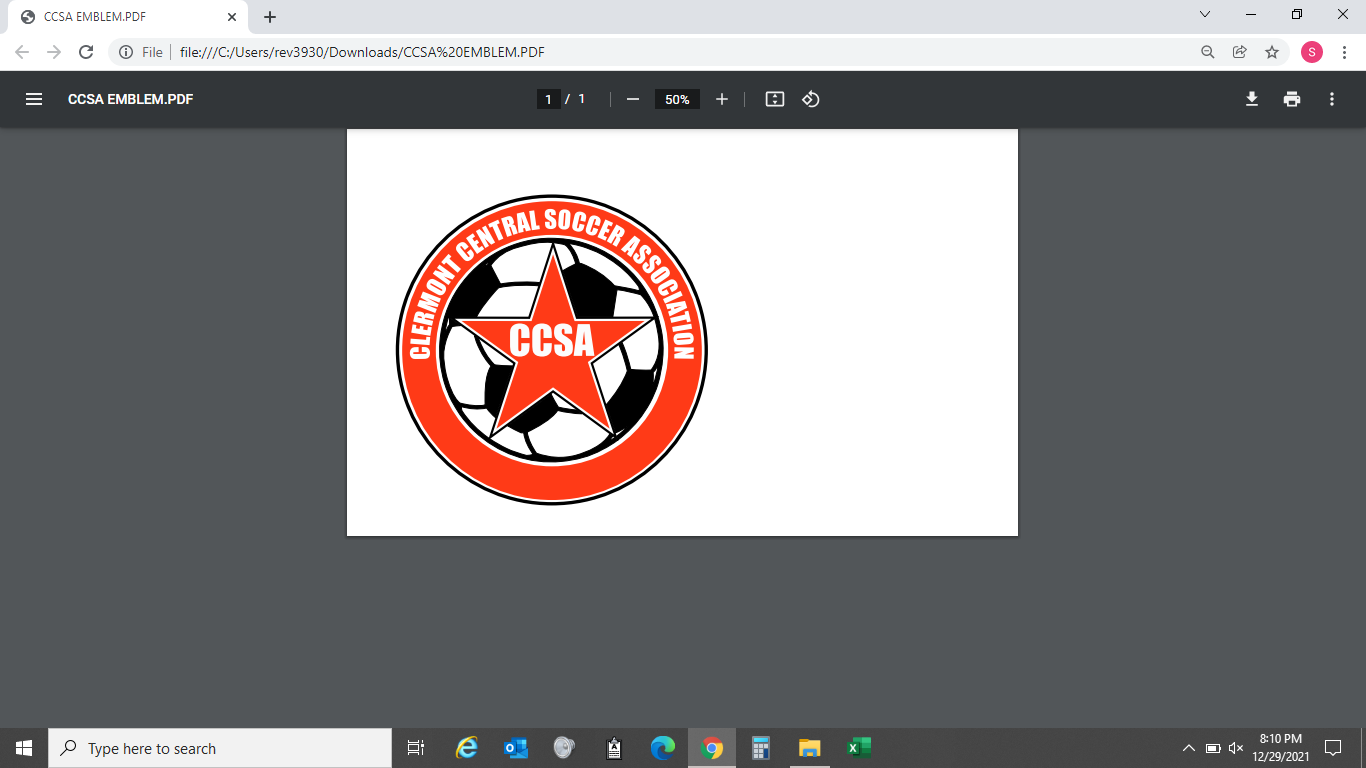 CCSA EMBLEM.PDF
File
file:///C:/Users/rev3930/Downloads/CCSA%20EMBLEM.PDF
S
CCSA EMBLEM.PDF
1 / 1
50%
CLERMONT CENTRAL SOCCER ASSOCIATION
CCSA
Type here to search
8:10 PM
12/29/2021